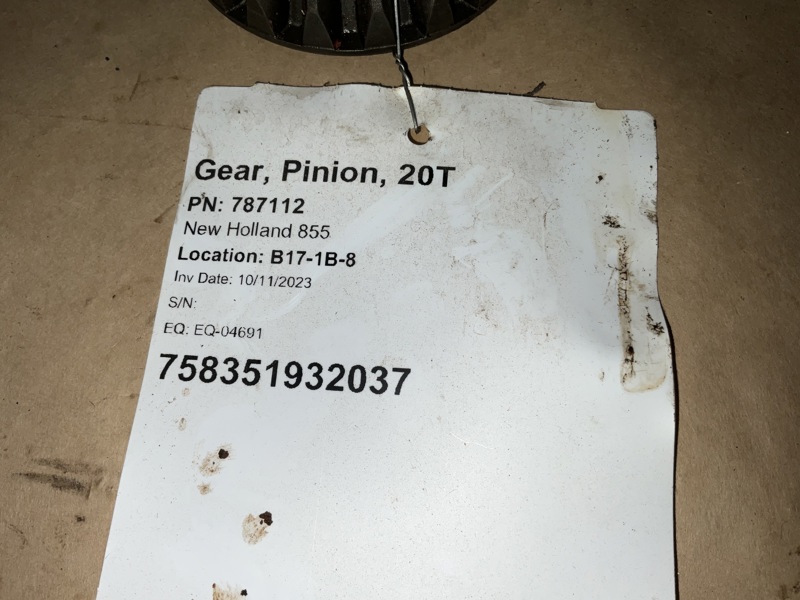 Gear, Pinion, 20T
PN: 787112
New Holland 855
Location: B17-1B-8
Inv Date: 10/11/2023
S/N:
EQ: EQ-04691
758351932037